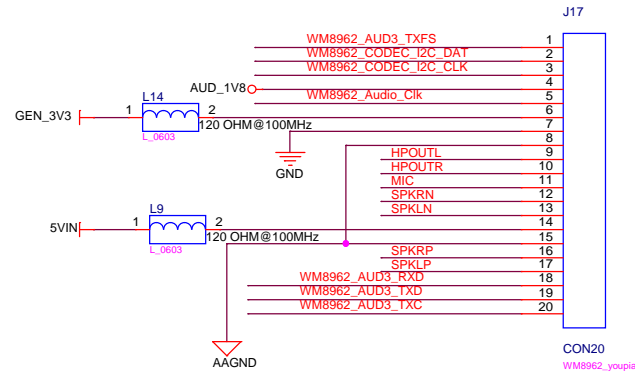 J17
WM8962_AUD3_TXFS 1
WM8962_CODEC_I2C_DAT 2
WM8962_CODEC_I2C_CLK 3
AUD_1V8 4
WM8962_Audio_Clk 5
L14
GEN_3V3 1 2 6
120 OHM@100MHz 7
L_0603
8
GND
HPOUTL 9
HPOUTR 10
MIC 11
SPKRN 12
SPKLN 13
L9
5VIN 1 2 14
120 OHM@100MHz 15
L_0603
SPKRP 16
SPKLP 17
WM8962_AUD3_RXD 18
WM8962_AUD3_TXD 19
WM8962_AUD3_TXC 20
CON20
AAGND
WM8962_youpia